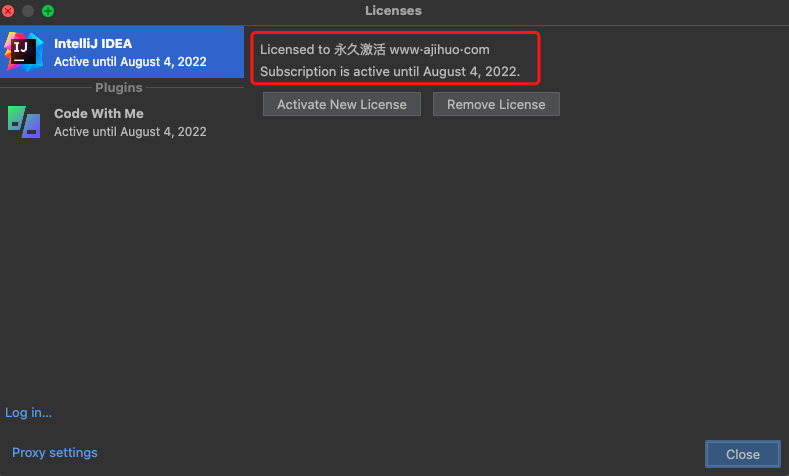 Licenses
IntelliJ IDEA
Active until August 4, 2022
Plugins
Code With Me
Active until August 4, 2022
Licensed to 永久激活 www·ajihuo·com
Subscription is active until August 4, 2022.
Activate New License
Remove License
Log in...
Proxy settings
Close